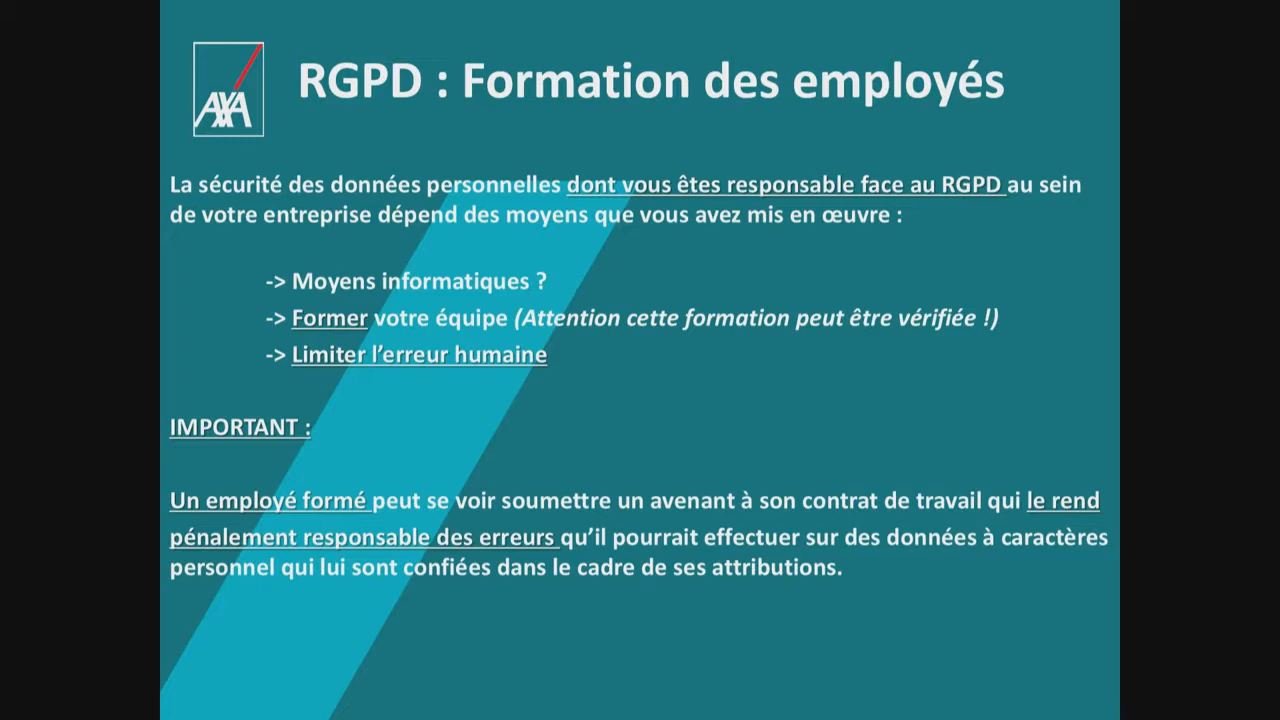 AXA
RGPD : Formation des employés
La sécurité des données personnelles dont vous êtes responsable face au RGPD au sein
de votre entreprise dépend des moyens que vous avez mis en œuvre :
-> Moyens informatiques ?
-> Former votre équipe (Attention cette formation peut être vérifiée !)
-> Limiter l’erreur humaine
IMPORTANT :
Un employé formé peut se voir soumettre un avenant à son contrat de travail qui le rend
pénalement responsable des erreurs qu’il pourrait effectuer sur des données à caractères
personnel qui lui sont confiées dans le cadre de ses attributions.